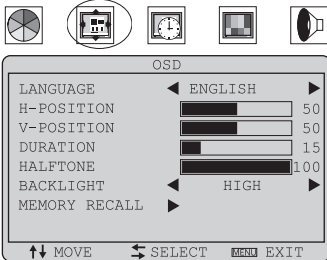 OSD
LANGUAGE ENGLISH
H-POSITION 50
V-POSITION 50
DURATION 15
HALFTONE 100
BACKLIGHT HIGH
MEMORY RECALL
MOVE SELECT MENU EXIT